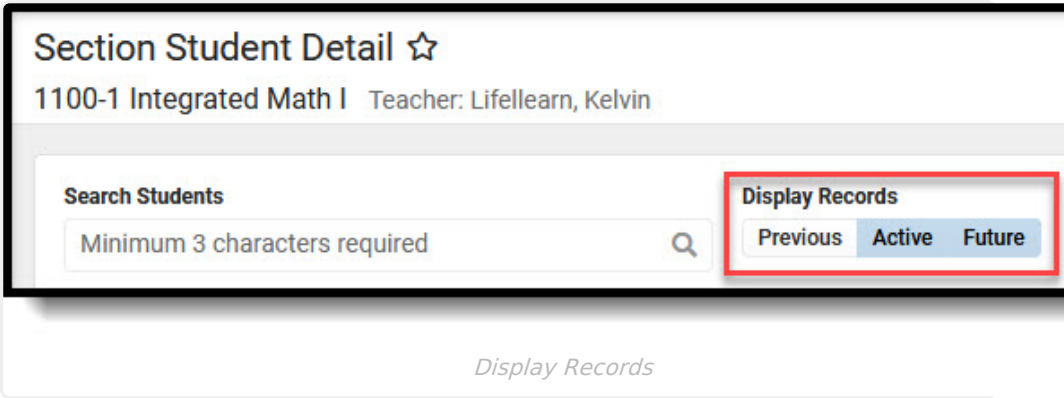 Section Student Detail
1100-1 Integrated Math I Teacher: Lifellearn, Kelvin
Search Students
Minimum 3 characters required
Display Records
Previous Active Future
Display Records